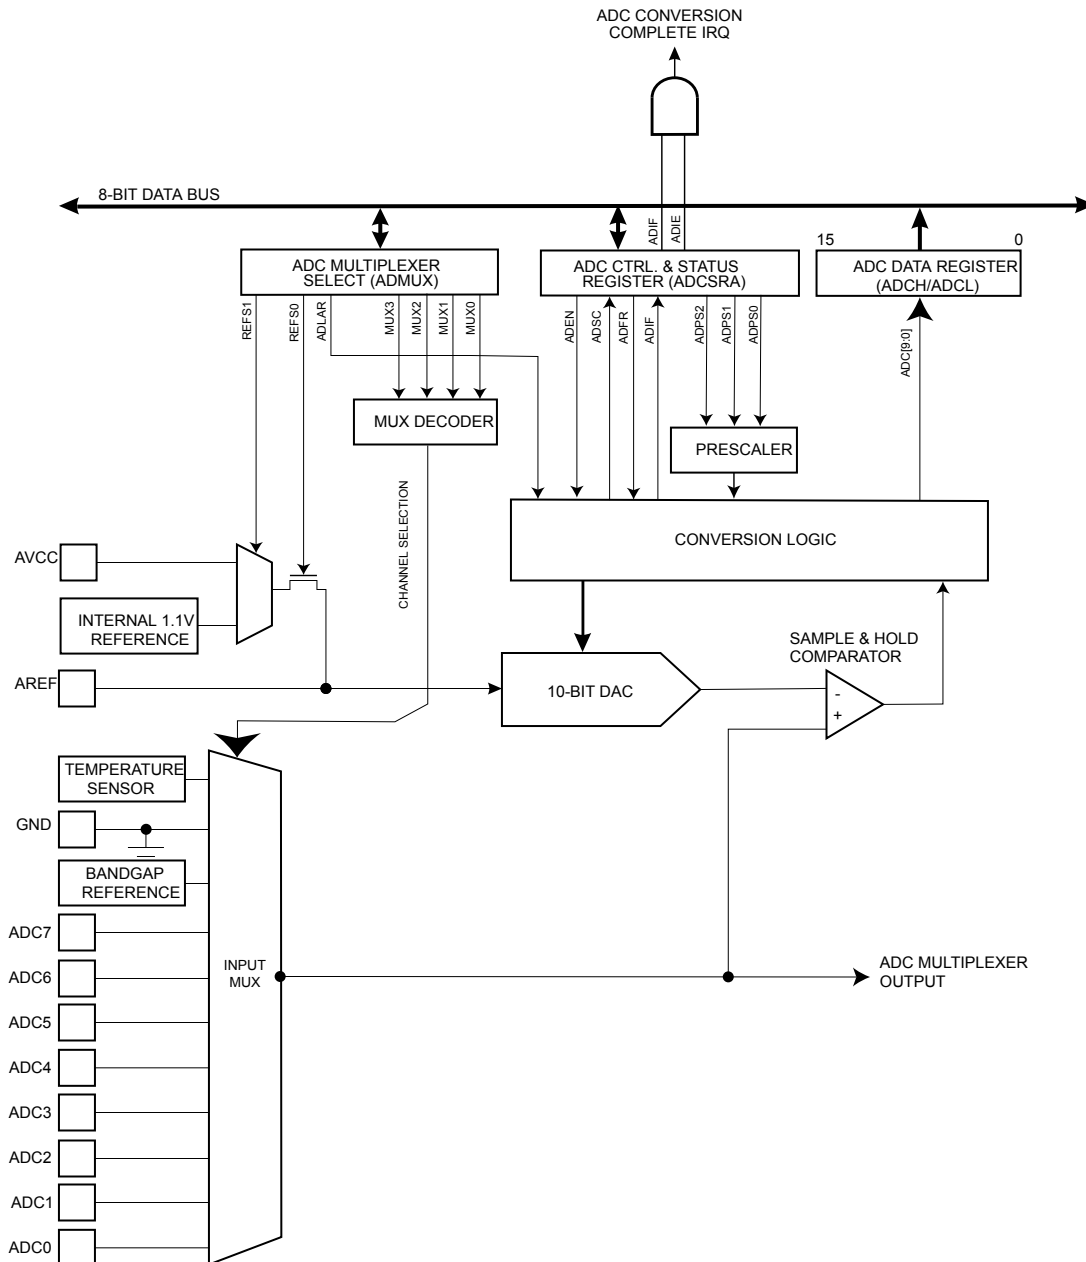 ADC CONVERSION
COMPLETE IRQ
8-BIT DATA BUS
ADIF
ADIE
15
0
ADC MULTIPLEXER
SELECT (ADMUX)
ADC CTRL. & STATUS
REGISTER (ADCSRA)
ADC DATA REGISTER
(ADCH/ADCL)
REFS1
REFS0
ADLAR
MUX3
MUX2
MUX1
MUX0
ADEN
ADSC
ADFR
ADIF
ADPS2
ADPS1
ADPS0
ADC[9:0]
MUX DECODER
PRESCALER
CHANNEL SELECTION
CONVERSION LOGIC
AVCC
INTERNAL 1.1V
REFERENCE
SAMPLE & HOLD
COMPARATOR
AREF
10-BIT DAC
-
+
TEMPERATURE
SENSOR
GND
BANDGAP
REFERENCE
ADC7
ADC6
ADC5
ADC4
ADC3
ADC2
ADC1
ADC0
INPUT
MUX
ADC MULTIPLEXER
OUTPUT